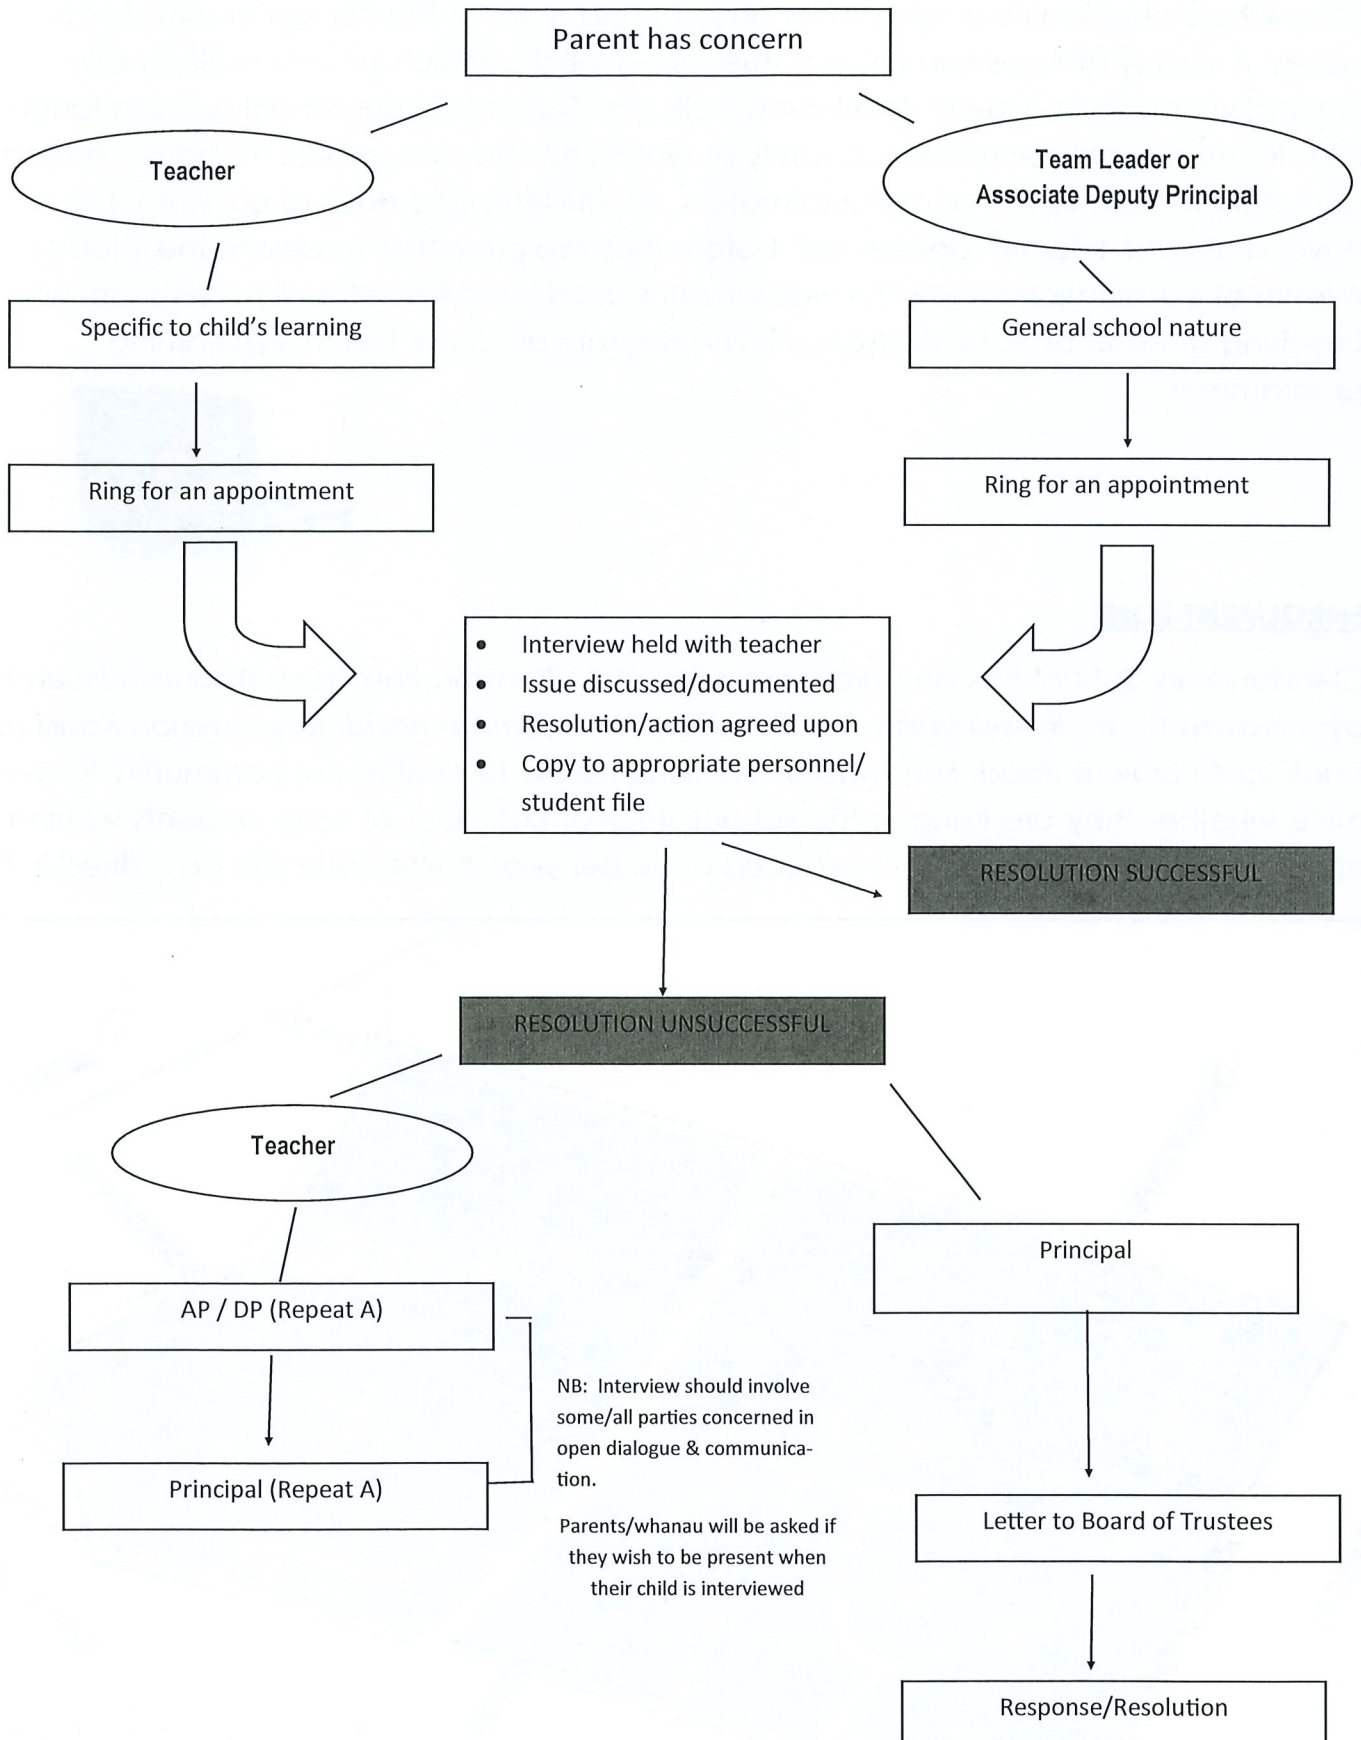 Parent has concern
Teacher
Team Leader or
Associate Deputy Principal
Specific to child's learning
General school nature
Ring for an appointment
Ring for an appointment
• Interview held with teacher
• Issue discussed/documented
• Resolution/action agreed upon
• Copy to appropriate personnel/
student file
RESOLUTION SUCCESSFUL
RESOLUTION UNSUCCESSFUL
Teacher
Principal
AP / DP (Repeat A)
NB: Interview should involve
some/all parties concerned in
open dialogue & communica-
tion.
Principal (Repeat A)
Letter to Board of Trustees
Parents/whanau will be asked if
they wish to be present when
their child is interviewed
Response/Resolution